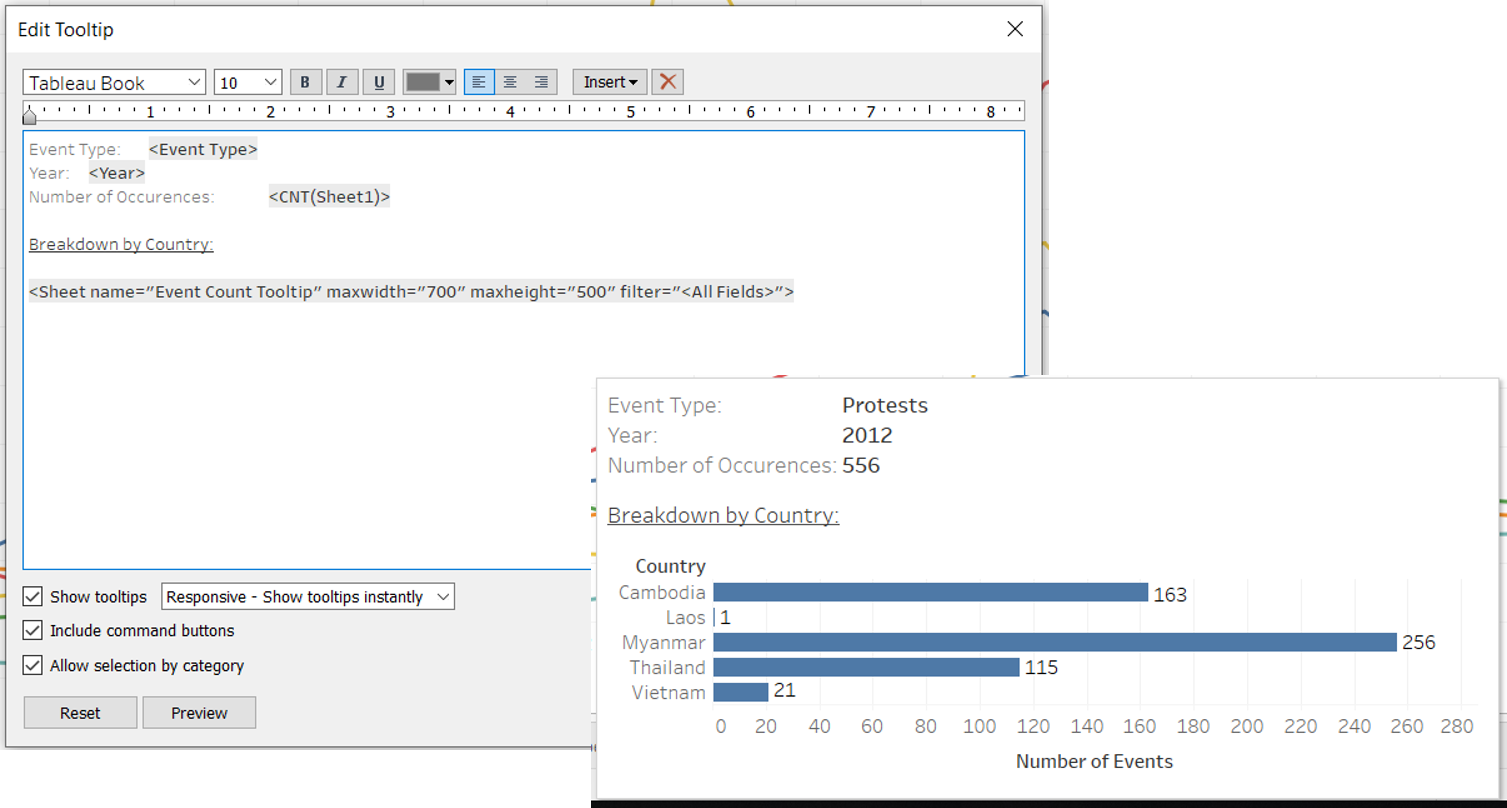 Edit Tooltip
Tableau Book 10 B I U Insert
1 2 3 4 5 6 7 8
Event Type: <Event Type>
Year: <Year>
Number of Occurences: <CNT(Sheet1)>
Breakdown by Country:
<Sheet name="Event Count Tooltip" maxwidth="700" maxheight="500" filter="<All Fields>">
Show tooltips Responsive - Show tooltips instantly
Include command buttons
Allow selection by category
Reset Preview
Event Type: Protests
Year: 2012
Number of Occurences: 556
Breakdown by Country:
Country
Cambodia 163
Laos 1
Myanmar 256
Thailand 115
Vietnam 21
0 20 40 60 80 100 120 140 160 180 200 220 240 260 280
Number of Events